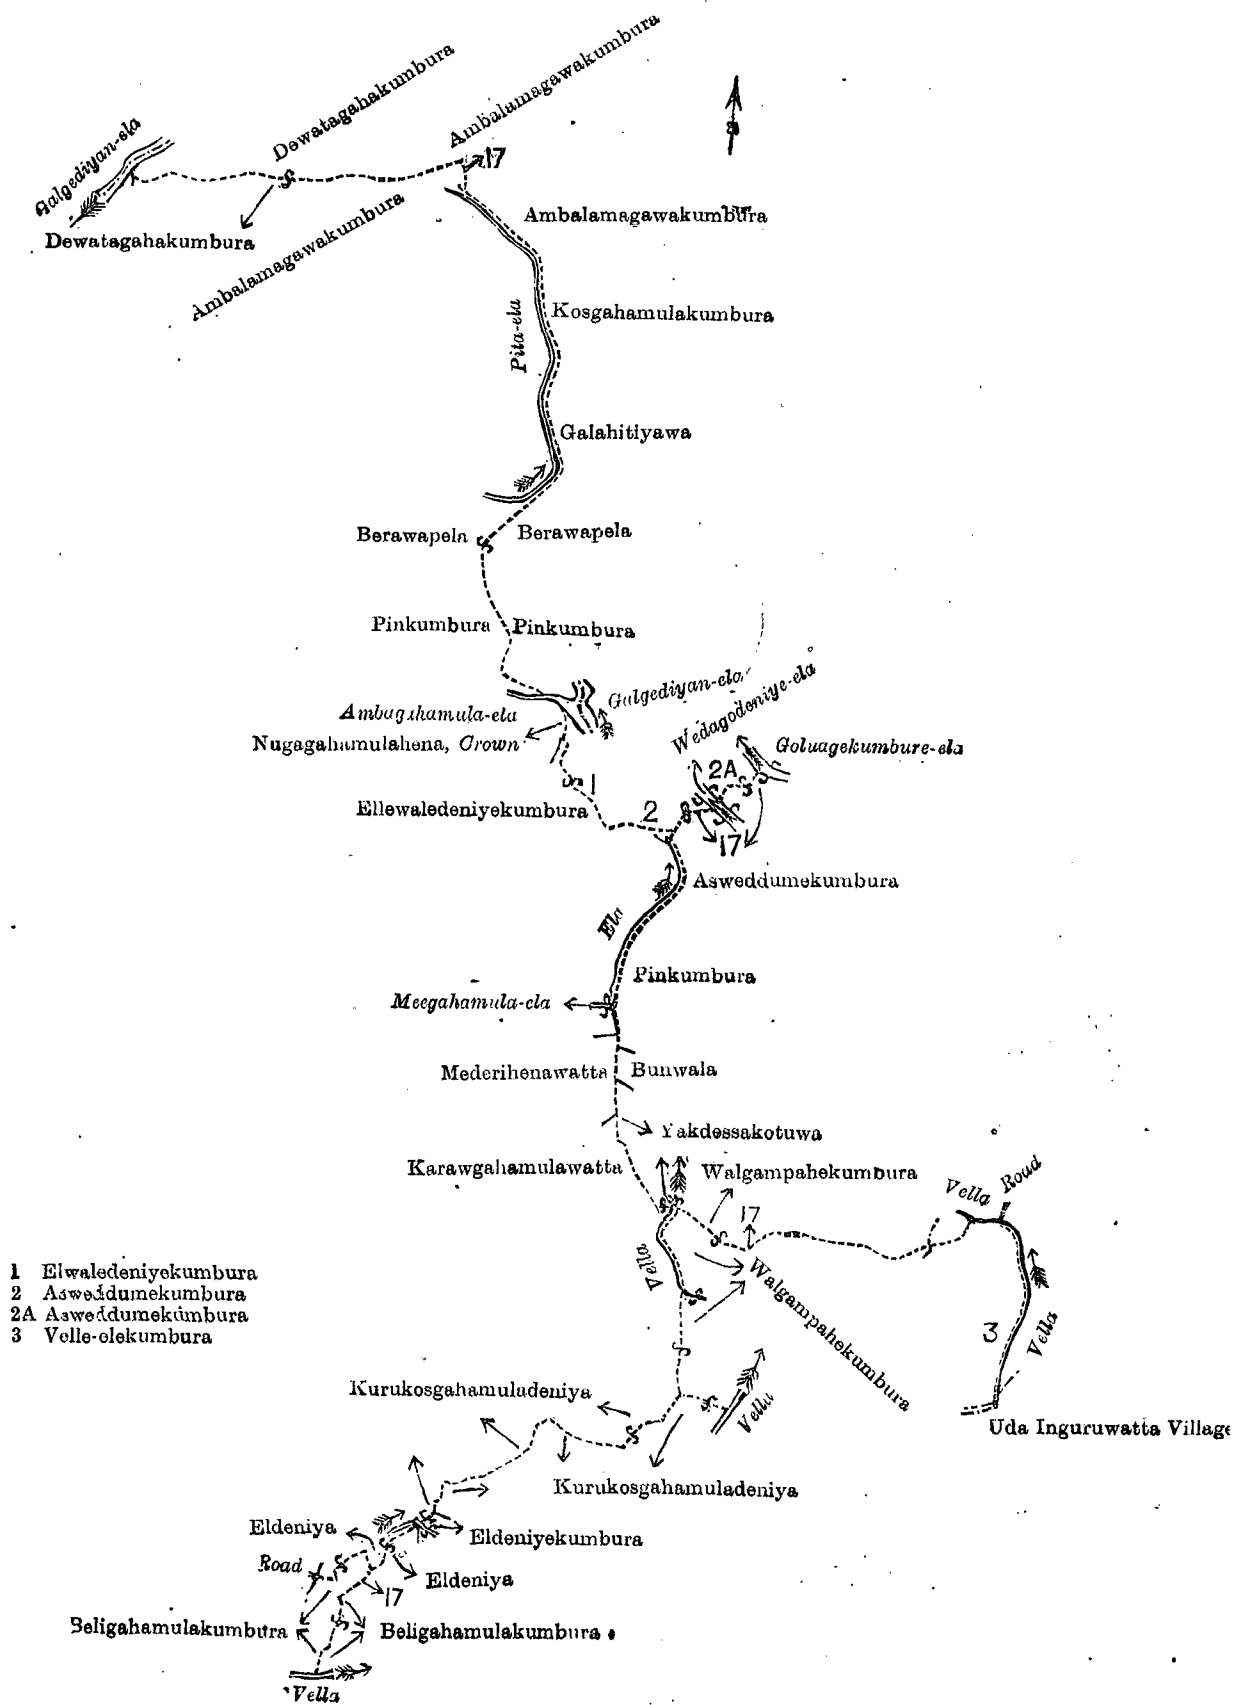 Ambalamagawakumbura
Dewatagahakumbura
Galgediyan-ela
17
Dewatagahakumbura
Ambalamagawakumbura
Ambalamagawakumbura
Pita-ela
Kosgahamulakumbura
Galahitiyawa
Berawapela
Berawapela
Pinkumbura
Pinkumbura
Galgediyan-ela
Wedagodeniye-ela
Ambagahamula-ela
Nugagahamulahena, Crown
Goluagekumbure-ela
2A
1
Ellewaledeniyekumbura
2
17
Asweddumekumbura
Ela
Pinkumbura
Meegahamula-ela
Mederihenawatta
Bunwala
Yakdessakotuwa
Karawgahamulawatta
Walgampahekumbura
Vella
Road
17
Vella
Walgampahekumbura
1 Elwaledeniyekumbura
2 Asweddumekumbura
2A Asweddumekumbura
3 Velle-elekumbura
3
Vella
Kurukosgahamuladeniya
Vella
Uda Inguruwatta Village
Kurukosgahamuladeniya
Eldeniya
Eldeniyekumbura
Road
Eldeniya
17
Beligahamulakumbura
Beligahamulakumbura
Vella